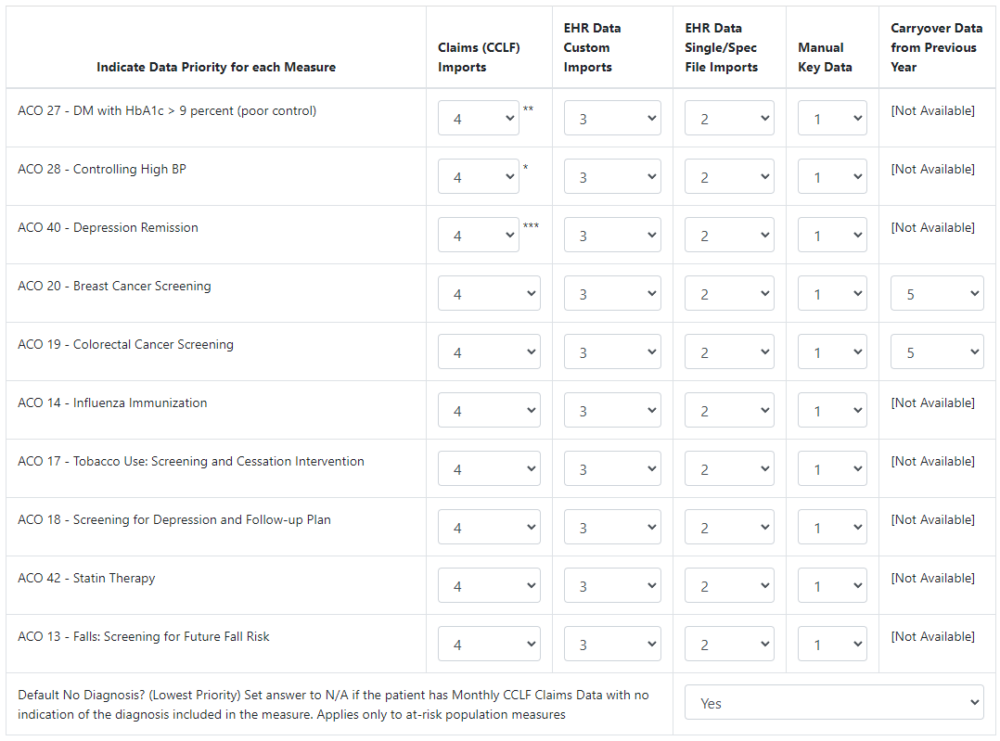 Indicate Data Priority for each Measure
Claims (CCLF)
Imports
EHR Data
Custom
Imports
EHR Data
Single/Spec
File Imports
Manual
Key Data
Carryover Data
from Previous
Year
ACO 27 - DM with HbA1c > 9 percent (poor control)
4 ** 3 2 1 [Not Available]
ACO 28 - Controlling High BP
4 * 3 2 1 [Not Available]
ACO 40 - Depression Remission
4 *** 3 2 1 [Not Available]
ACO 20 - Breast Cancer Screening
4 3 2 1 5
ACO 19 - Colorectal Cancer Screening
4 3 2 1 5
ACO 14 - Influenza Immunization
4 3 2 1 [Not Available]
ACO 17 - Tobacco Use: Screening and Cessation Intervention
4 3 2 1 [Not Available]
ACO 18 - Screening for Depression and Follow-up Plan
4 3 2 1 [Not Available]
ACO 42 - Statin Therapy
4 3 2 1 [Not Available]
ACO 13 - Falls: Screening for Future Fall Risk
4 3 2 1 [Not Available]
Default No Diagnosis? (Lowest Priority) Set answer to N/A if the patient has Monthly CCLF Claims Data with no
indication of the diagnosis included in the measure. Applies only to at-risk population measures
Yes